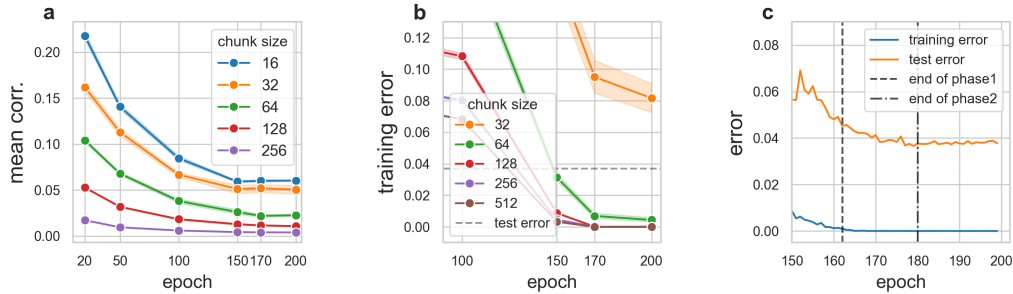 a
mean corr.
0.20
0.15
0.10
0.05
0.00
chunk size
16
32
64
128
256
20 50 100 150 170 200
epoch
b
training error
0.12
0.10
0.08
0.06
0.04
0.02
0.00
chunk size
32
64
128
256
512
test error
100 150 170 200
epoch
c
error
0.08
0.06
0.04
0.02
0.00
training error
test error
end of phase1
end of phase2
150 160 170 180 190 200
epoch